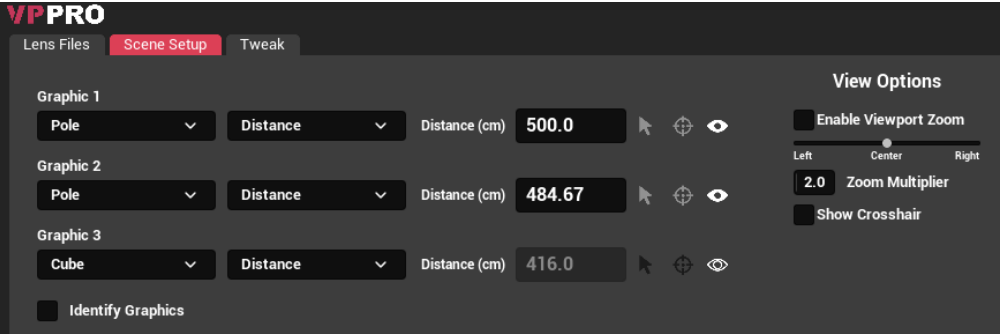 VPPRO
Lens Files Scene Setup Tweak
View Options
Graphic 1
Pole Distance Distance (cm) 500.0
Enable Viewport Zoom
Left Center Right
Graphic 2
Pole Distance Distance (cm) 484.67
2.0 Zoom Multiplier
Show Crosshair
Graphic 3
Cube Distance Distance (cm) 416.0
Identify Graphics